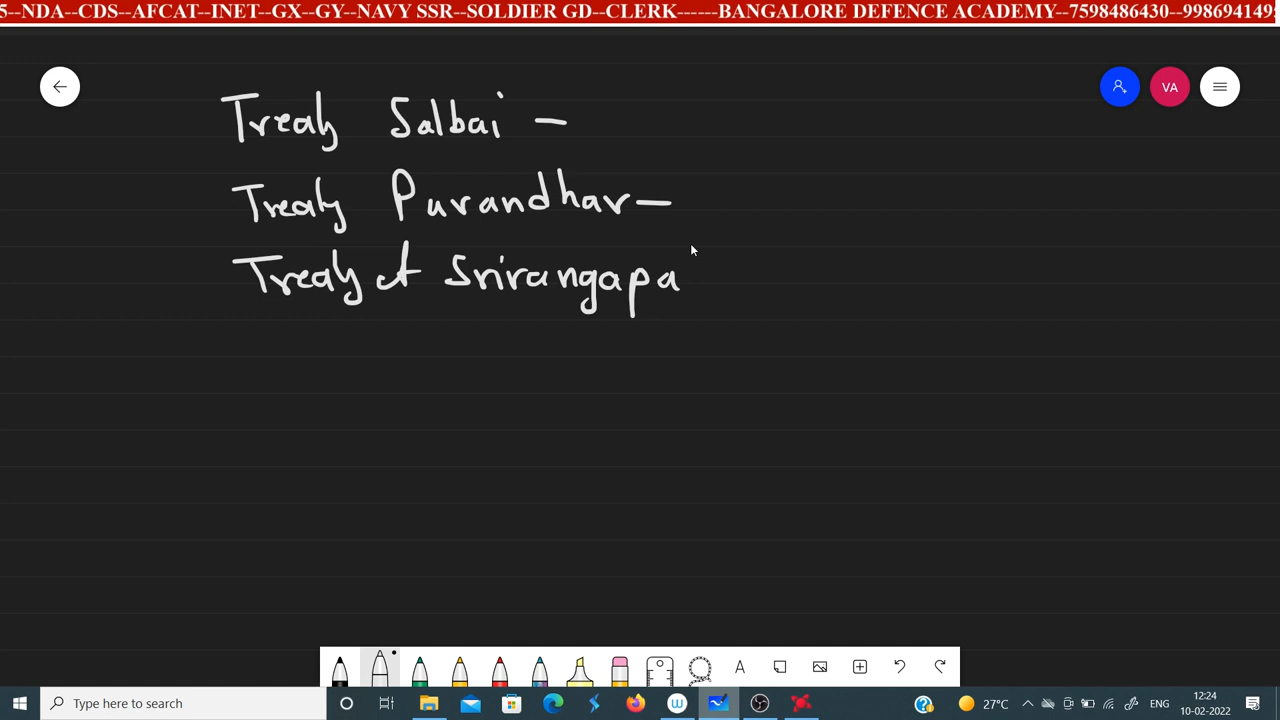 5--NDA--CDS--AFCAT--INET--GX--GY--NAVY SSR--SOLDIER GD--CLERK------BANGALORE DEFENCE ACADEMY--7598486430--998694149
VA
Treaty Salbai -
Treaty Purandhar -
Treaty of Srirangapa
A
Type here to search
W
27°C
ENG
12:24
10-02-2022